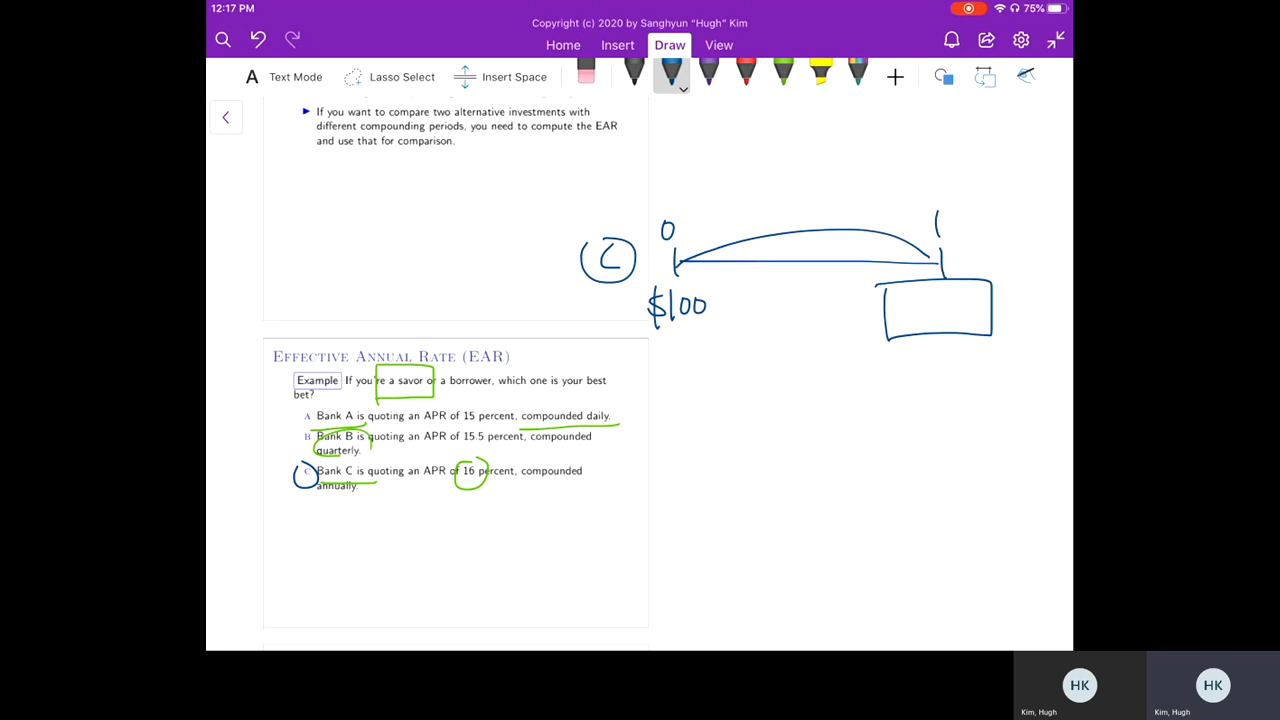 12:17 PM
75%
Copyright (c) 2020 by Sanghyun "Hugh" Kim
Home Insert Draw View
A Text Mode Lasso Select Insert Space
If you want to compare two alternative investments with
different compounding periods, you need to compute the EAR
and use that for comparison.
0 1
C
$100
Effective Annual Rate (EAR)
Example If you're a savor or a borrower, which one is your best
bet?
A Bank A is quoting an APR of 15 percent, compounded daily.
B Bank B is quoting an APR of 15.5 percent, compounded
quarterly.
C Bank C is quoting an APR of 16 percent, compounded
annually.
HK HK
Kim, Hugh Kim, Hugh